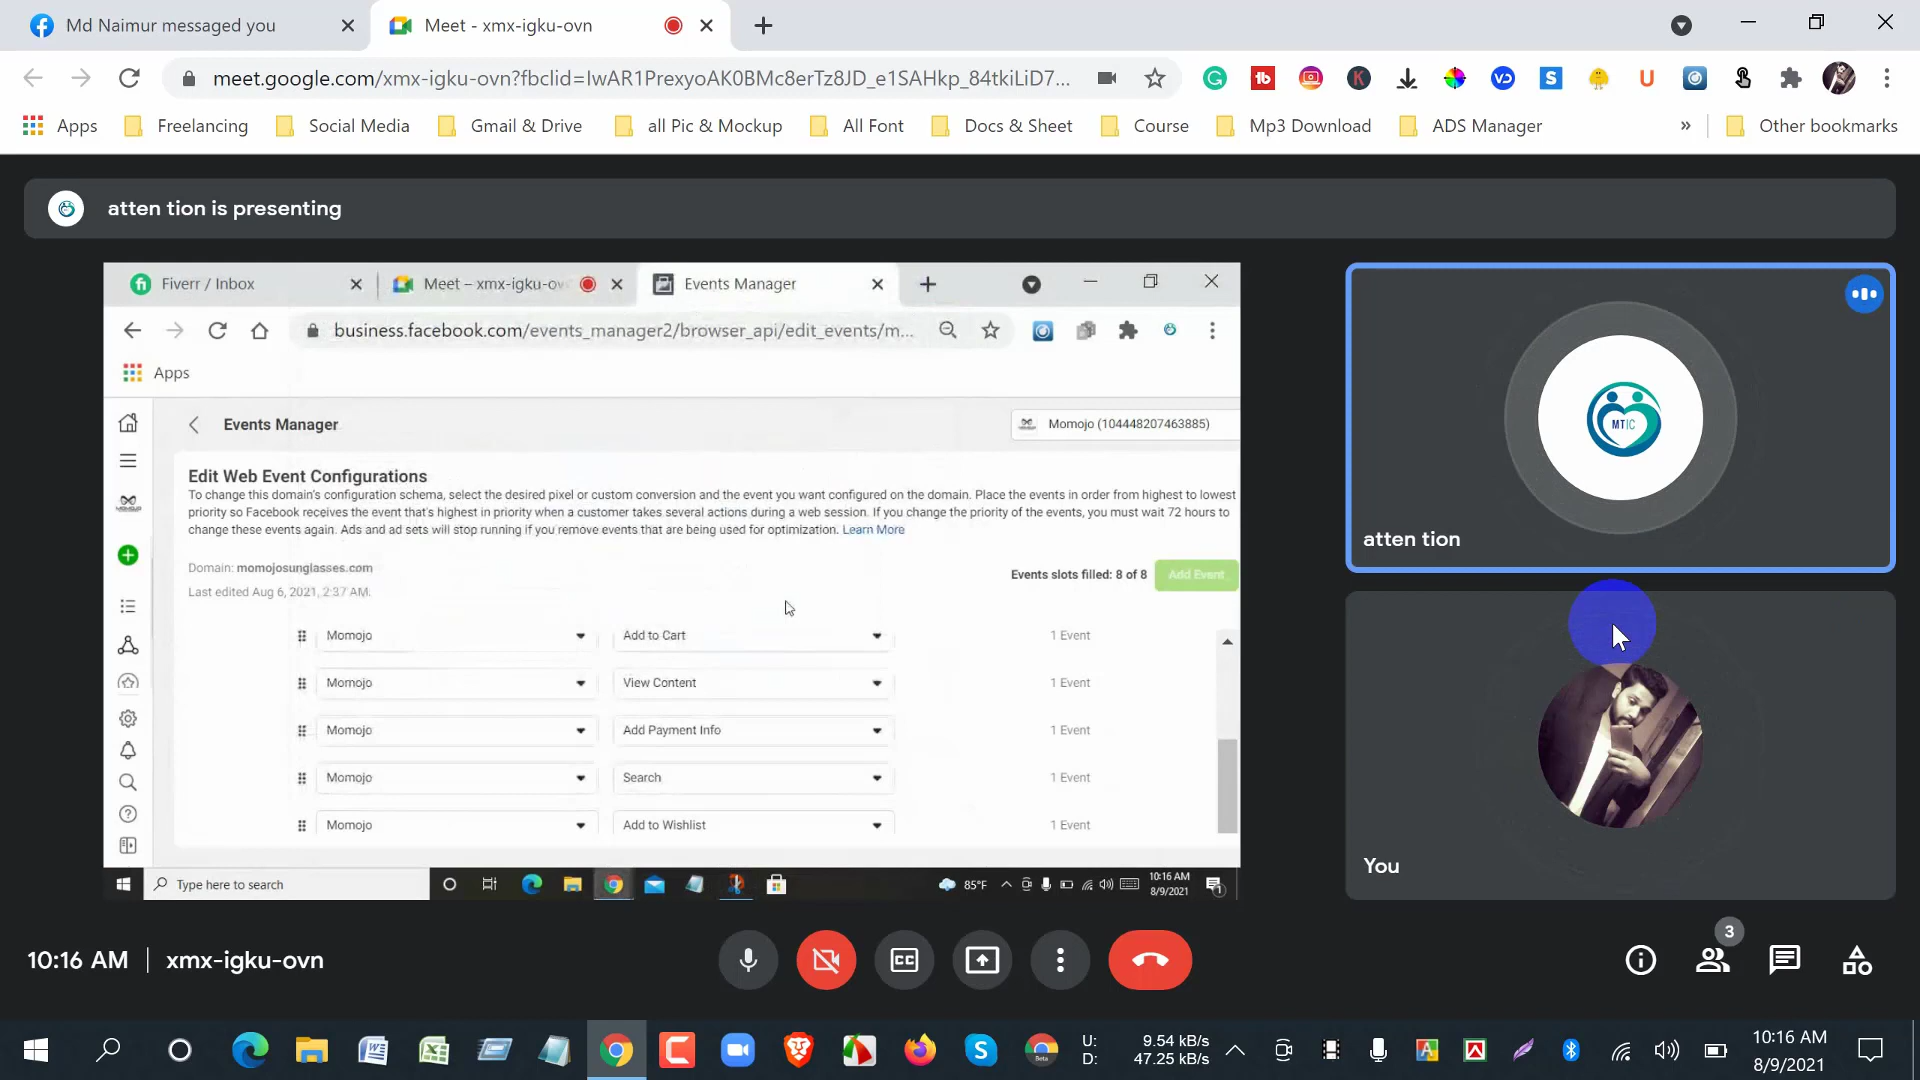 Md Naimur messaged you
Meet - xmx-igku-ovn
meet.google.com/xmx-igku-ovn?fbclid=IwAR1PrexyoAK0BMc8erTz8JD_e1SAHkp_84tkiLiD7...
Apps
Freelancing
Social Media
Gmail & Drive
all Pic & Mockup
All Font
Docs & Sheet
Course
Mp3 Download
ADS Manager
»
Other bookmarks
atten tion is presenting
Fiverr / Inbox
Meet – xmx-igku-ov
Events Manager
business.facebook.com/events_manager2/browser_api/edit_events/m...
Apps
Events Manager
Momojo (104448207463885)
Edit Web Event Configurations
To change this domain's configuration schema, select the desired pixel or custom conversion and the event you want configured on the domain. Place the events in order from highest to lowest
priority so Facebook receives the event that's highest in priority when a customer takes several actions during a web session. If you change the priority of the events, you must wait 72 hours to
change these events again. Ads and ad sets will stop running if you remove events that are being used for optimization. Learn More
Domain: momojosunglasses.com
Last edited Aug 6, 2021, 2:37 AM.
Events slots filled: 8 of 8
Add Event
Momojo Add to Cart 1 Event
Momojo View Content 1 Event
Momojo Add Payment Info 1 Event
Momojo Search 1 Event
Momojo Add to Wishlist 1 Event
Type here to search
85°F
10:16 AM
8/9/2021
MTIC
atten tion
You
10:16 AM
xmx-igku-ovn
CC
3
U: 9.54 kB/s
D: 47.25 kB/s
10:16 AM
8/9/2021